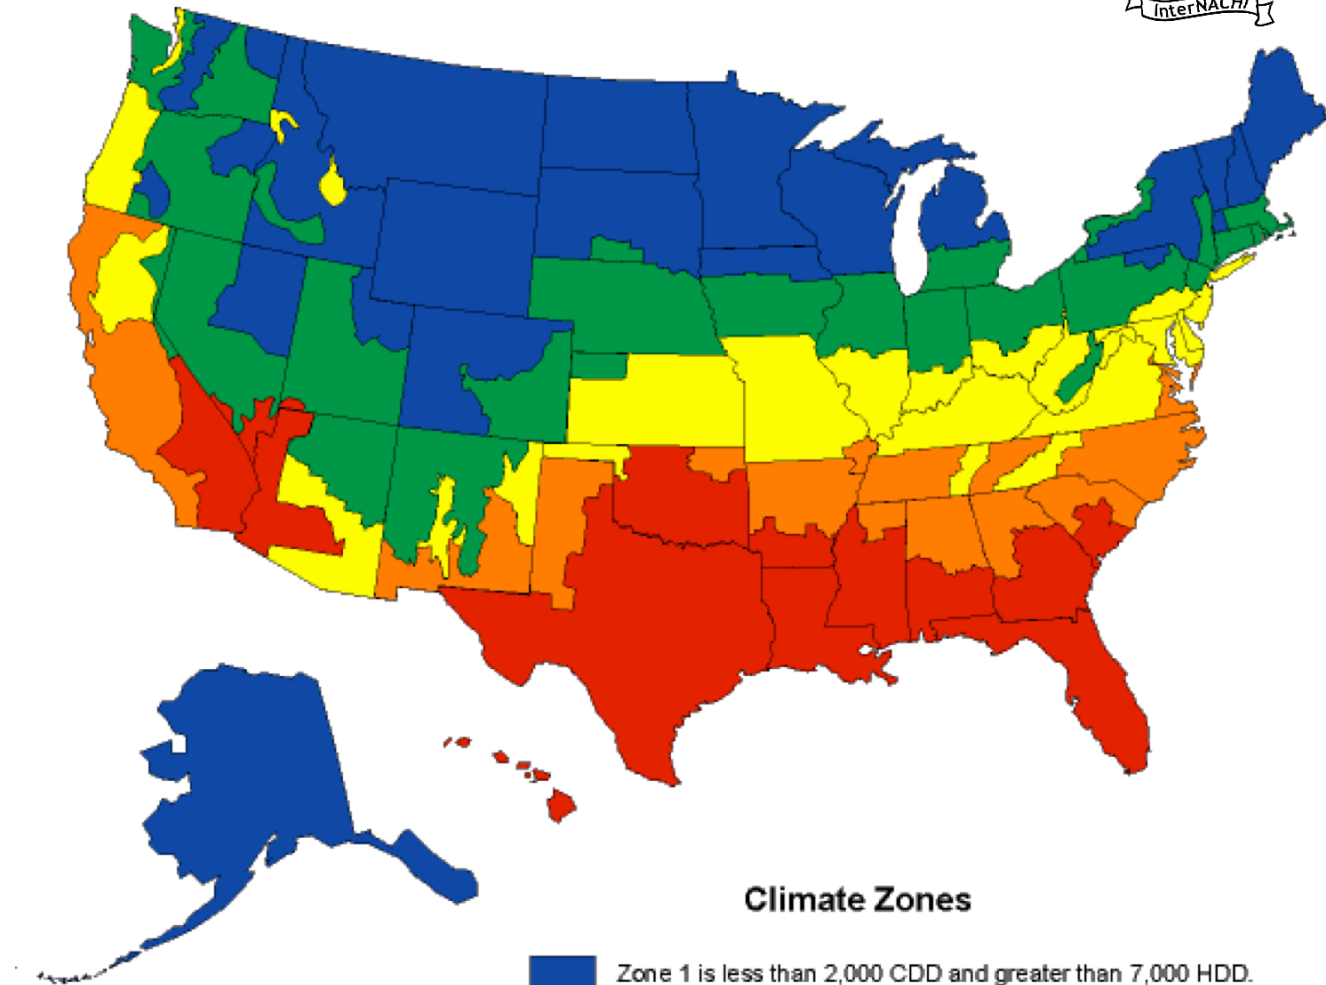 InterNACHI
Climate Zones
Zone 1 is less than 2,000 CDD and greater than 7,000 HDD.